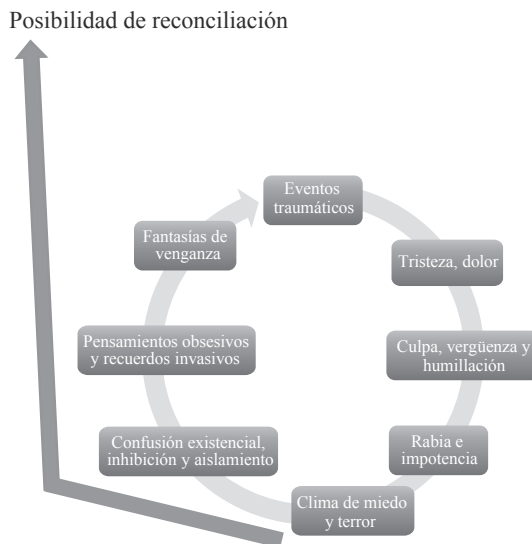 Posibilidad de reconciliación
Eventos
traumáticos
Tristeza, dolor
Culpa, vergüenza y
humillación
Rabia e
impotencia
Clima de miedo
y terror
Confusión existencial,
inhibición y aislamiento
Pensamientos obsesivos
y recuerdos invasivos
Fantasías de
venganza